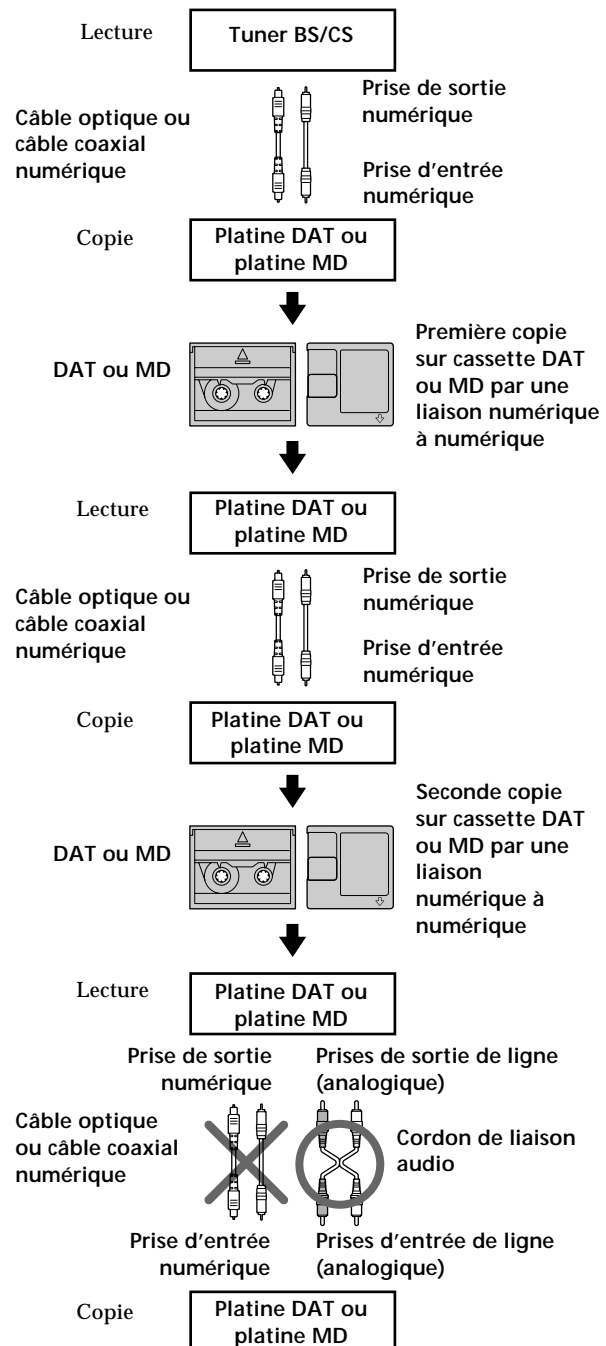 Lecture
Tuner BS/CS
Câble optique ou
câble coaxial
numérique
Prise de sortie
numérique
Prise d'entrée
numérique
Copie
Platine DAT ou
platine MD
DAT ou MD
Première copie
sur cassette DAT
ou MD par une
liaison numérique
à numérique
Lecture
Platine DAT ou
platine MD
Câble optique ou
câble coaxial
numérique
Prise de sortie
numérique
Prise d'entrée
numérique
Copie
Platine DAT ou
platine MD
DAT ou MD
Seconde copie
sur cassette DAT
ou MD par une
liaison
numérique à
numérique
Lecture
Platine DAT ou
platine MD
Prise de sortie
numérique
Prises de sortie de ligne
(analogique)
Câble optique
ou câble coaxial
numérique
Cordon de liaison
audio
Prise d'entrée
numérique
Prises d'entrée de ligne
(analogique)
Copie
Platine DAT ou
platine MD